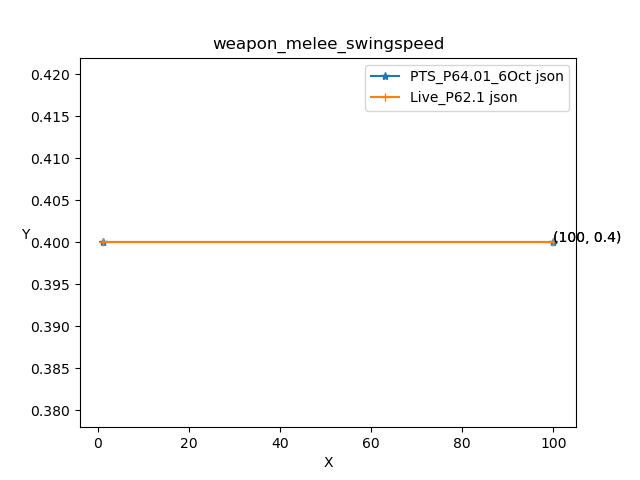 weapon_melee_swingspeed
PTS_P64.01_6Oct json
Live_P62.1 json
0.420
0.415
0.410
0.405
0.400
0.395
0.390
0.385
0.380
Y
(100, 0.4)
0 20 40 60 80 100
X